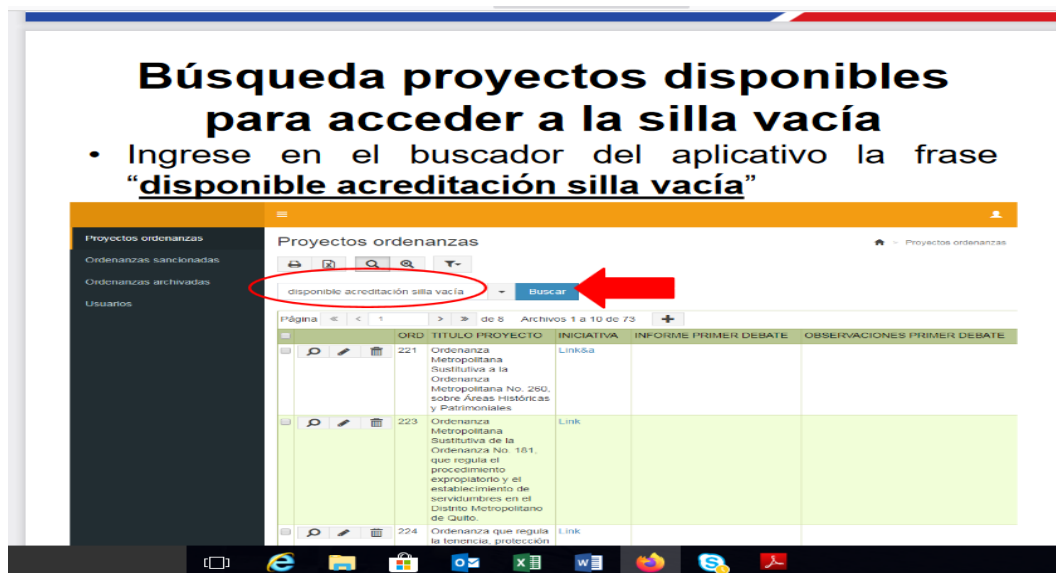 Búsqueda proyectos disponibles
para acceder a la silla vacía
• Ingrese en el buscador del aplicativo la frase
“disponible acreditación silla vacía”
Proyectos ordenanzas
Ordenanzas sancionadas
Ordenanzas archivadas
Usuarios
Proyectos ordenanzas
Proyectos ordenanzas
disponible acreditación silla vacía
Buscar
Página « < 1 > » de 8 Archivos 1 a 10 de 73
ORD TITULO PROYECTO INICIATIVA INFORME PRIMER DEBATE OBSERVACIONES PRIMER DEBATE
221 Ordenanza Link&a
Metropolitana
Sustitutiva a la
Ordenanza
Metropolitana No. 260,
sobre Áreas Históricas
y Patrimoniales
223 Ordenanza Link
Metropolitana
Sustitutiva de la
Ordenanza No. 181,
que regula el
procedimiento
expropiatorio y el
establecimiento de
servidumbres en el
Distrito Metropolitano
de Quito.
224 Ordenanza que regula Link
la tenencia, protección